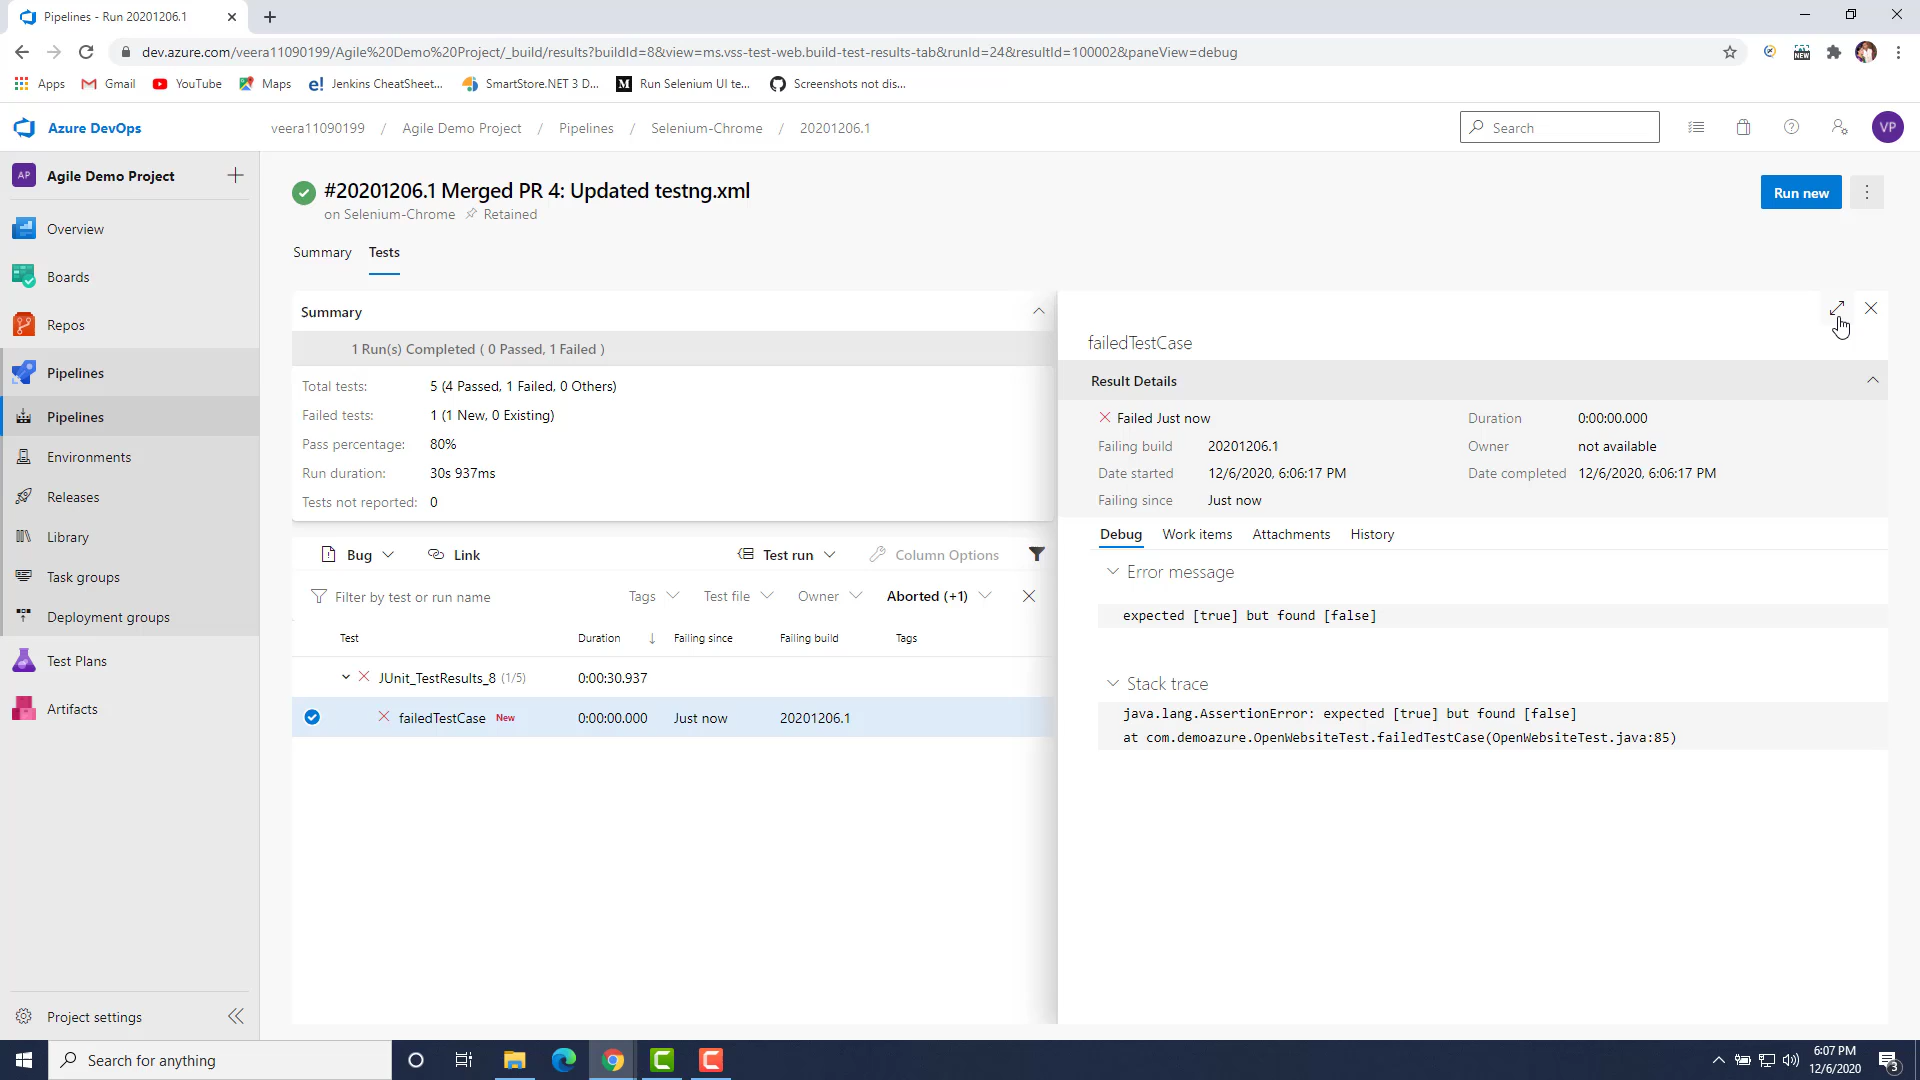 Pipelines - Run 20201206.1
dev.azure.com/veera11090199/Agile%20Demo%20Project/_build/results?buildId=8&view=ms.vss-test-web.build-test-results-tab&runId=24&resultId=100002&paneView=debug
NEW
Apps
Gmail
YouTube
Maps
e! Jenkins CheatSheet...
SmartStore.NET 3 D...
M Run Selenium UI te...
Screenshots not dis...
Azure DevOps
veera11090199 / Agile Demo Project / Pipelines / Selenium-Chrome / 20201206.1
Search
VP
AP Agile Demo Project
Overview
Boards
Repos
Pipelines
Pipelines
Environments
Releases
Library
Task groups
Deployment groups
Test Plans
Artifacts
Project settings
#20201206.1 Merged PR 4: Updated testng.xml
on Selenium-Chrome Retained
Run new
Summary Tests
Summary
1 Run(s) Completed ( 0 Passed, 1 Failed )
Total tests: 5 (4 Passed, 1 Failed, 0 Others)
Failed tests: 1 (1 New, 0 Existing)
Pass percentage: 80%
Run duration: 30s 937ms
Tests not reported: 0
Bug Link Test run Column Options
Filter by test or run name Tags Test file Owner Aborted (+1)
Test Duration Failing since Failing build Tags
JUnit_TestResults_8 (1/5) 0:00:30.937
failedTestCase New 0:00:00.000 Just now 20201206.1
failedTestCase
Result Details
Failed Just now Duration 0:00:00.000
Failing build 20201206.1 Owner not available
Date started 12/6/2020, 6:06:17 PM Date completed 12/6/2020, 6:06:17 PM
Failing since Just now
Debug Work items Attachments History
Error message
expected [true] but found [false]
Stack trace
java.lang.AssertionError: expected [true] but found [false]
at com.demoazure.OpenWebsiteTest.failedTestCase(OpenWebsiteTest.java:85)
Search for anything
6:07 PM
12/6/2020
3